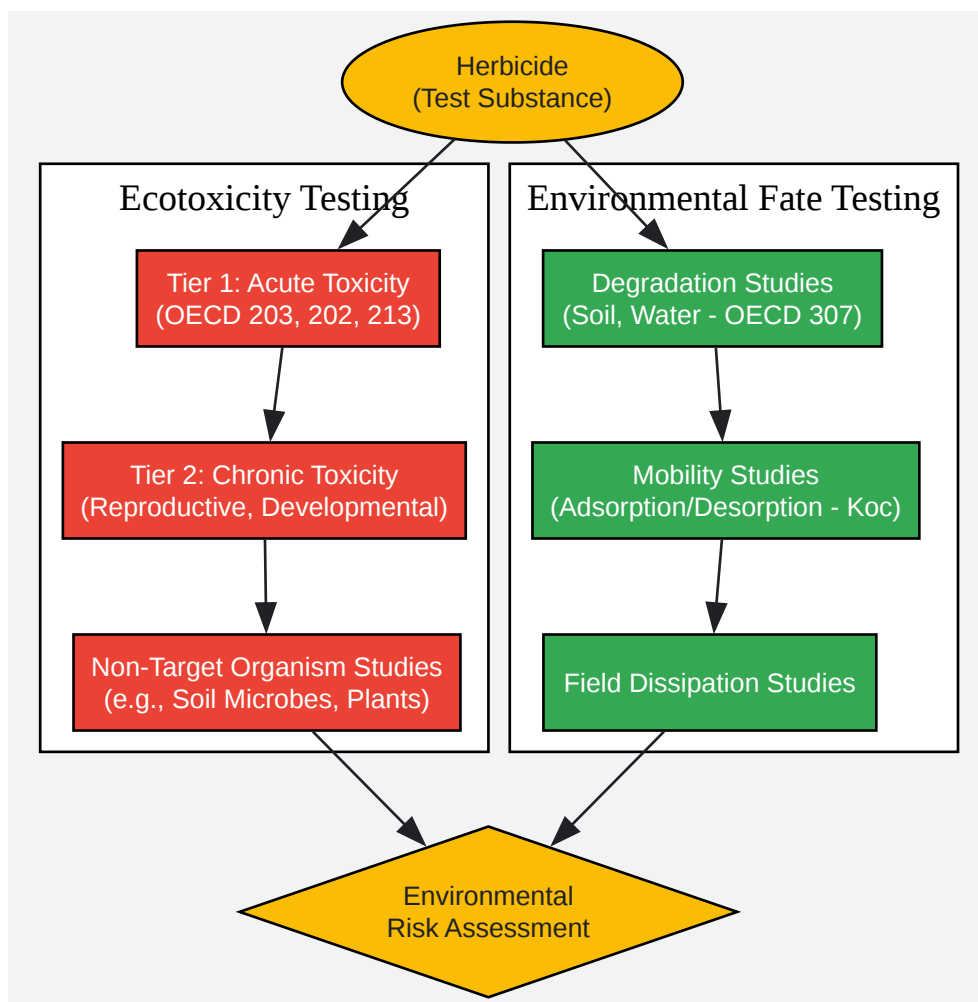 Herbicide
(Test Substance)
Ecotoxicity Testing
Tier 1: Acute Toxicity
(OECD 203, 202, 213)
Tier 2: Chronic Toxicity
(Reproductive, Developmental)
Non-Target Organism Studies
(e.g., Soil Microbes, Plants)
Environmental Fate Testing
Degradation Studies
(Soil, Water - OECD 307)
Mobility Studies
(Adsorption/Desorption - Koc)
Field Dissipation Studies
Environmental
Risk Assessment